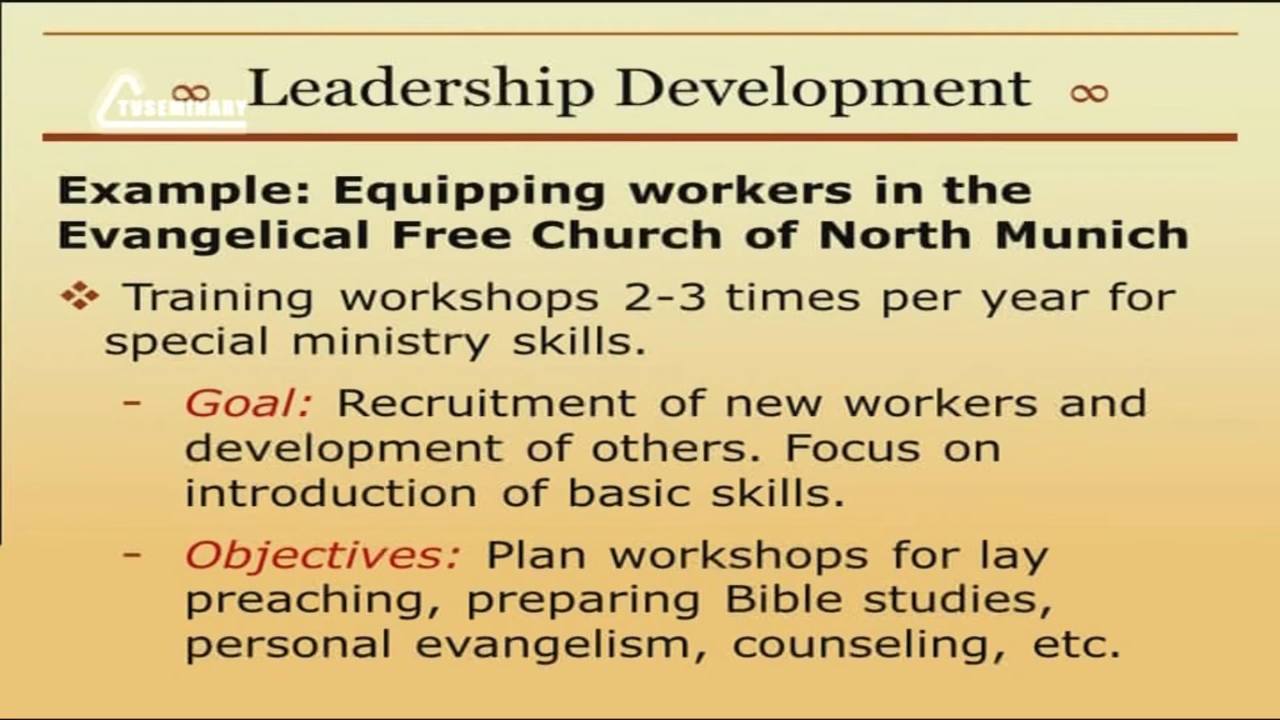 ∞ Leadership Development ∞
TVSEMINARY
Example: Equipping workers in the
Evangelical Free Church of North Munich
❖ Training workshops 2-3 times per year for
special ministry skills.
- Goal: Recruitment of new workers and
development of others. Focus on
introduction of basic skills.
- Objectives: Plan workshops for lay
preaching, preparing Bible studies,
personal evangelism, counseling, etc.